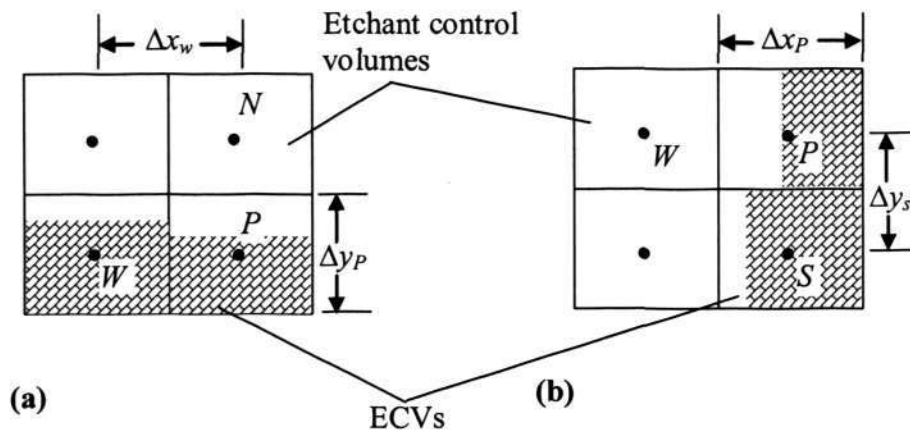 Δx_w
Etchant control
volumes
Δx_P
N
W
P
Δy_s
P
Δy_P
W
S
(a)
ECVs
(b)